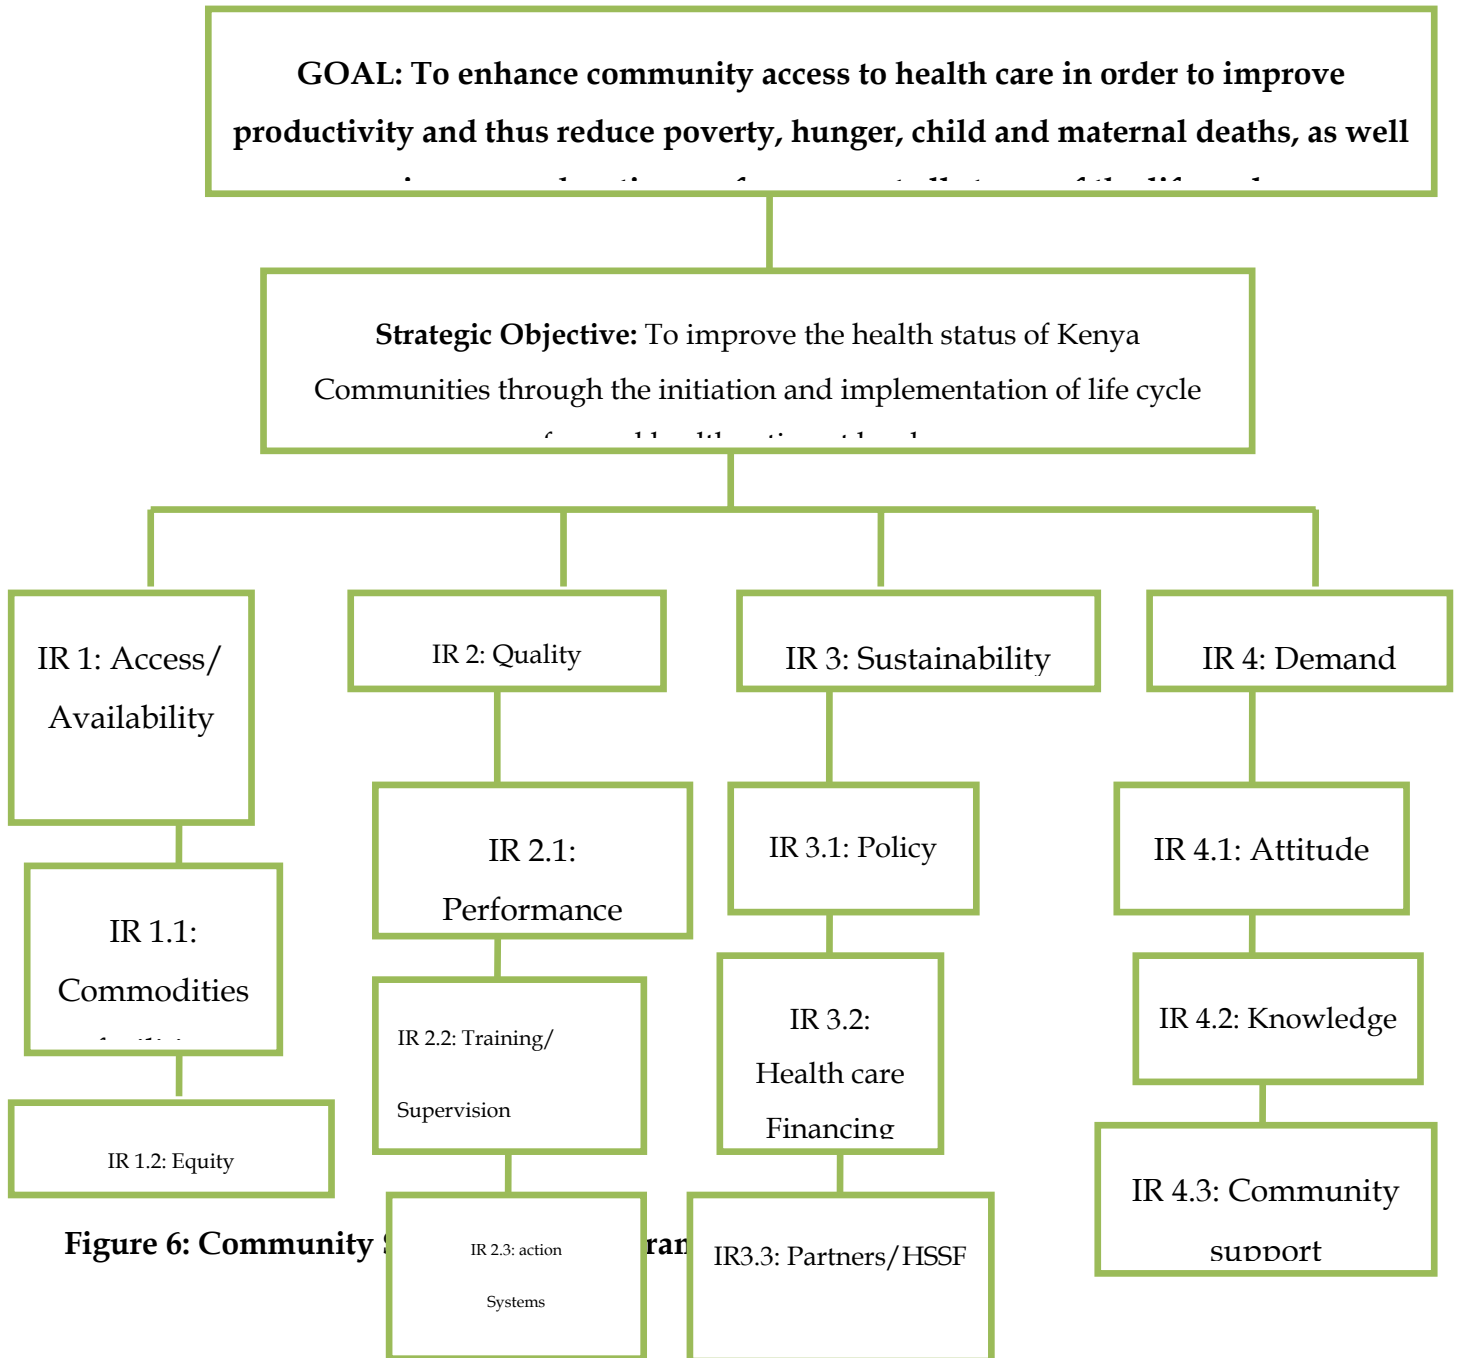 GOAL: To enhance community access to health care in order to improve
productivity and thus reduce poverty, hunger, child and maternal deaths, as well
Strategic Objective: To improve the health status of Kenya
Communities through the initiation and implementation of life cycle
IR 1: Access/
Availability
IR 2: Quality
IR 3: Sustainability
IR 4: Demand
IR 1.1:
Commodities
IR 2.1:
Performance
IR 3.1: Policy
IR 4.1: Attitude
IR 1.2: Equity
IR 2.2: Training/
Supervision
IR 3.2:
Health care
Financing
IR 4.2: Knowledge
IR 2.3: action
Systems
IR3.3: Partners/HSSF
IR 4.3: Community
support
Figure 6: Community